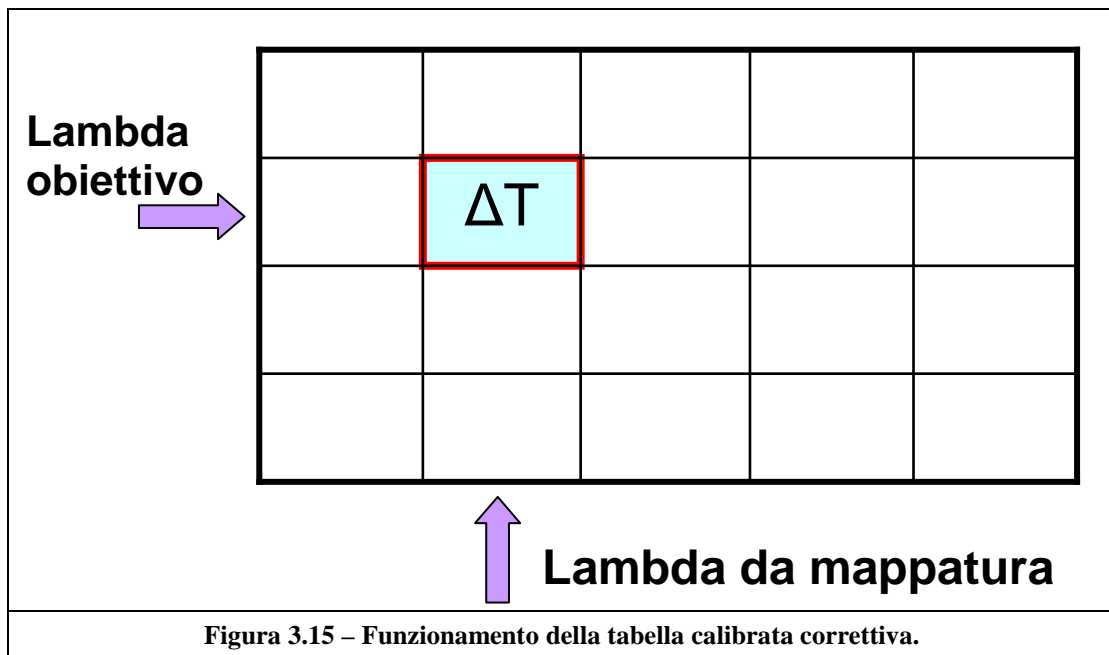 Lambda
obiettivo
ΔT
Lambda da mappatura
Figura 3.15 – Funzionamento della tabella calibrata correttiva.